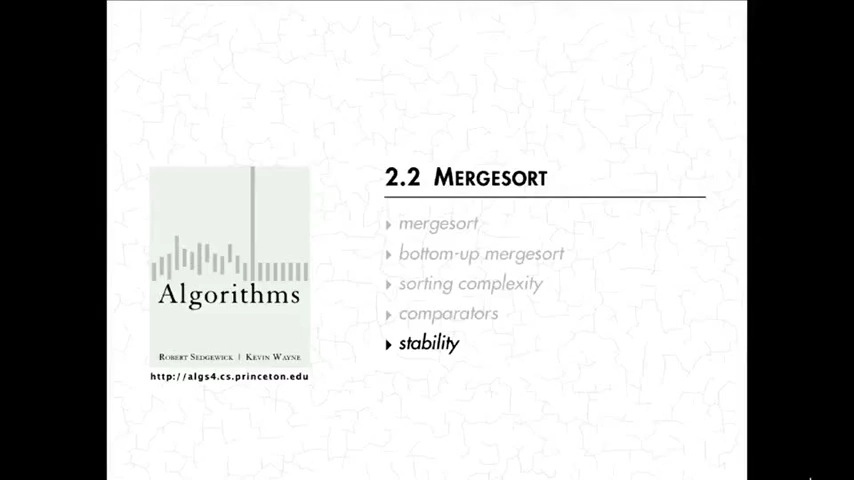 2.2 MERGESORT
mergesort
bottom-up mergesort
sorting complexity
comparators
stability
Algorithms
ROBERT SEDGEWICK | KEVIN WAYNE
http://algs4.cs.princeton.edu